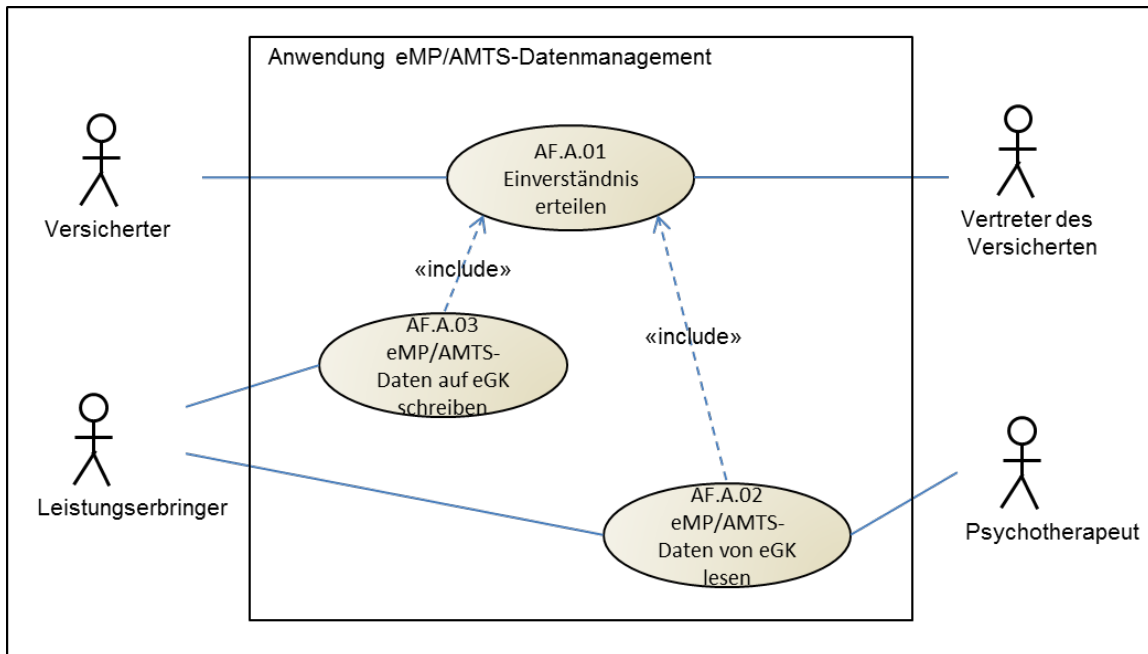 Anwendung eMP/AMTS-Datenmanagement
AF.A.01
Einverständnis
erteilen
Versicherter
Vertreter des
Versicherten
«include»
AF.A.03
eMP/AMTS-
Daten auf eGK
schreiben
«include»
Leistungserbringer
AF.A.02
eMP/AMTS-
Daten von eGK
lesen
Psychotherapeut